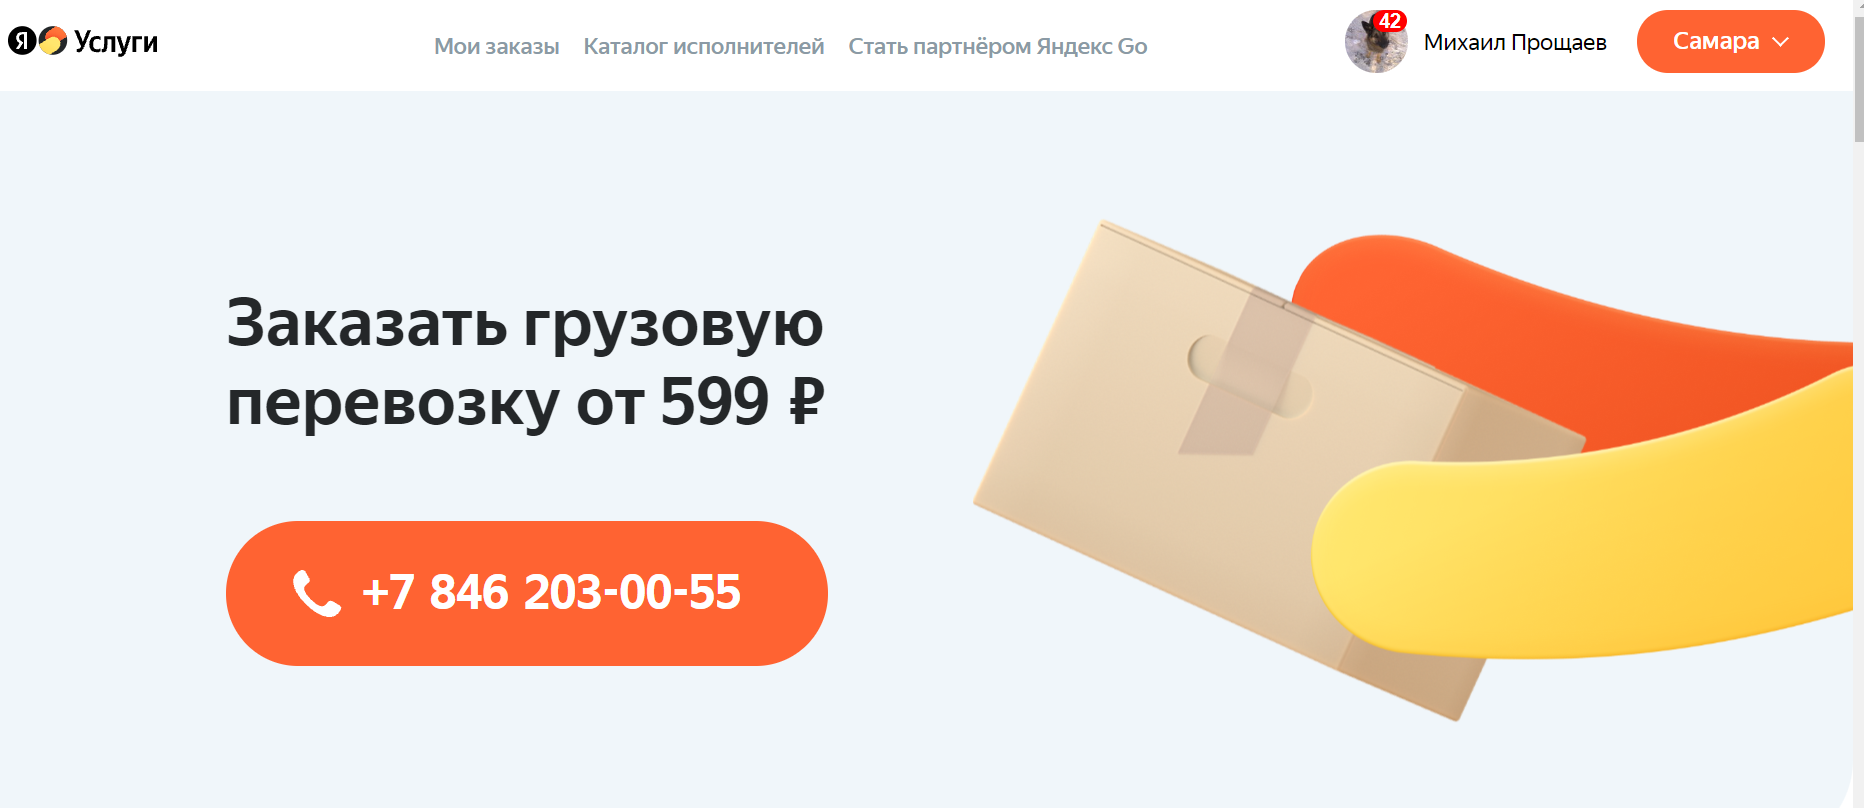 Я Услуги
Мои заказы Каталог исполнителей Стать партнёром Яндекс Go
42
Михаил Прощаев
Самара
Заказать грузовую
перевозку от 599 ₽
+7 846 203-00-55